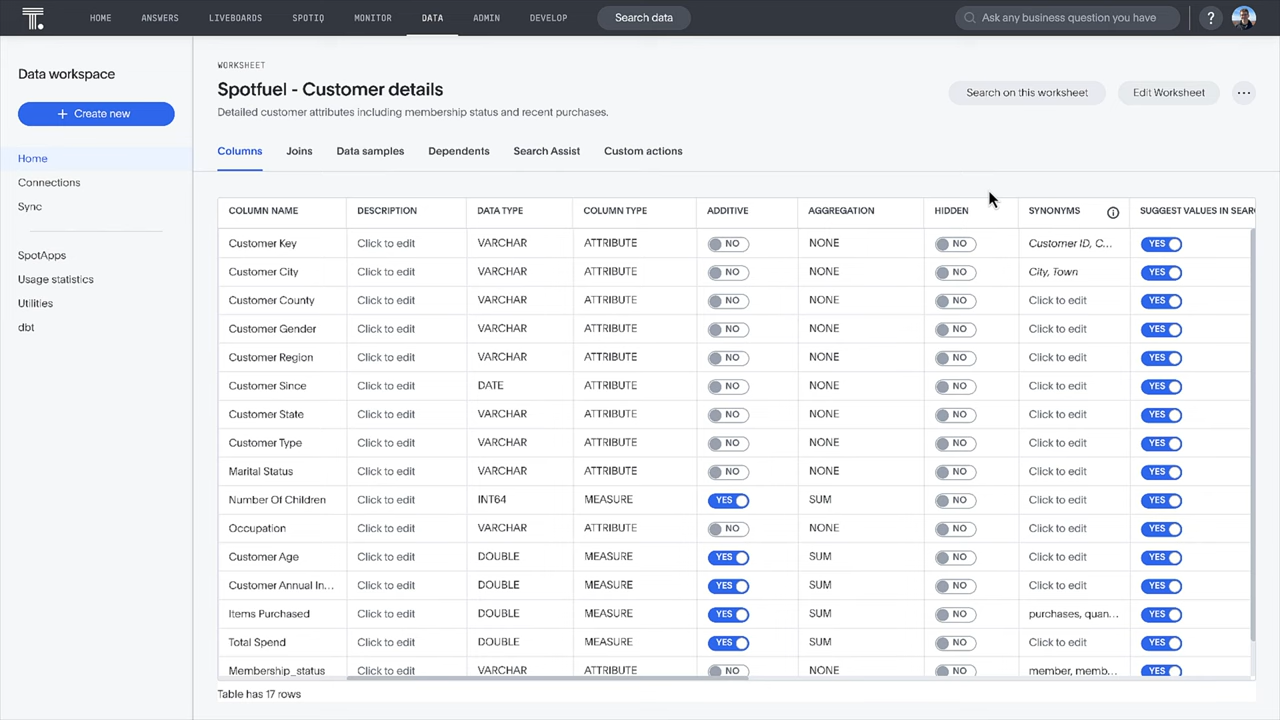 T.
HOME ANSWERS LIVEBOARDS SPOTIQ MONITOR DATA ADMIN DEVELOP Search data Ask any business question you have ?
Data workspace
+ Create new
Home
Connections
Sync
SpotApps
Usage statistics
Utilities
dbt
WORKSHEET
Spotfuel - Customer details
Detailed customer attributes including membership status and recent purchases.
Search on this worksheet Edit Worksheet ...
Columns Joins Data samples Dependents Search Assist Custom actions
COLUMN NAME DESCRIPTION DATA TYPE COLUMN TYPE ADDITIVE AGGREGATION HIDDEN SYNONYMS SUGGEST VALUES IN SEAR
Customer Key Click to edit VARCHAR ATTRIBUTE NO NONE NO Customer ID, C... YES
Customer City Click to edit VARCHAR ATTRIBUTE NO NONE NO City, Town YES
Customer County Click to edit VARCHAR ATTRIBUTE NO NONE NO Click to edit YES
Customer Gender Click to edit VARCHAR ATTRIBUTE NO NONE NO Click to edit YES
Customer Region Click to edit VARCHAR ATTRIBUTE NO NONE NO Click to edit YES
Customer Since Click to edit DATE ATTRIBUTE NO NONE NO Click to edit YES
Customer State Click to edit VARCHAR ATTRIBUTE NO NONE NO Click to edit YES
Customer Type Click to edit VARCHAR ATTRIBUTE NO NONE NO Click to edit YES
Marital Status Click to edit VARCHAR ATTRIBUTE NO NONE NO Click to edit YES
Number Of Children Click to edit INT64 MEASURE YES SUM NO Click to edit YES
Occupation Click to edit VARCHAR ATTRIBUTE NO NONE NO Click to edit YES
Customer Age Click to edit DOUBLE MEASURE YES SUM NO Click to edit YES
Customer Annual In... Click to edit DOUBLE MEASURE YES SUM NO Click to edit YES
Items Purchased Click to edit DOUBLE MEASURE YES SUM NO purchases, quan... YES
Total Spend Click to edit DOUBLE MEASURE YES SUM NO Click to edit YES
Membership_status Click to edit VARCHAR ATTRIBUTE NO NONE NO member, memb... YES
Table has 17 rows